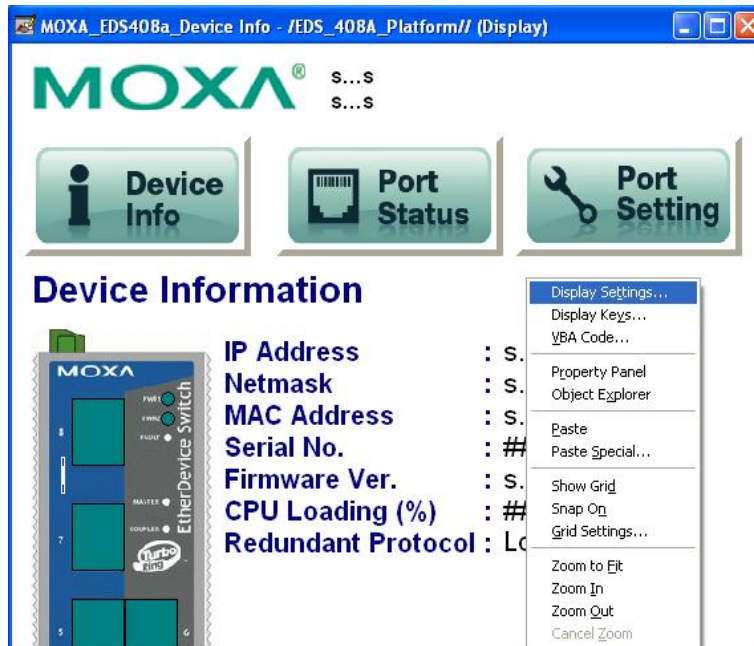 MOXA_EDS408a_Device Info - /EDS_408A_Platform// (Display)
MOXA®
s...s
s...s
Device Info
Port Status
Port Setting
Device Information
IP Address : s.
Netmask : s.
MAC Address : s.
Serial No. : ##
Firmware Ver. : s.
CPU Loading (%) : ##
Redundant Protocol : Lo
MOXA
PWR1
PWR2
FAULT
MASTER
COUPLER
EtherDevice Switch
Turbo Ring
8
7
5
6
Display Settings...
Display Keys...
VBA Code...
Property Panel
Object Explorer
Paste
Paste Special...
Show Grid
Snap On
Grid Settings...
Zoom to Fit
Zoom In
Zoom Out
Cancel Zoom